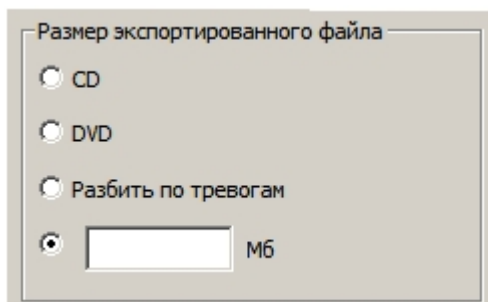 Размер экспортированного файла
CD
DVD
Разбить по тревогам
Мб